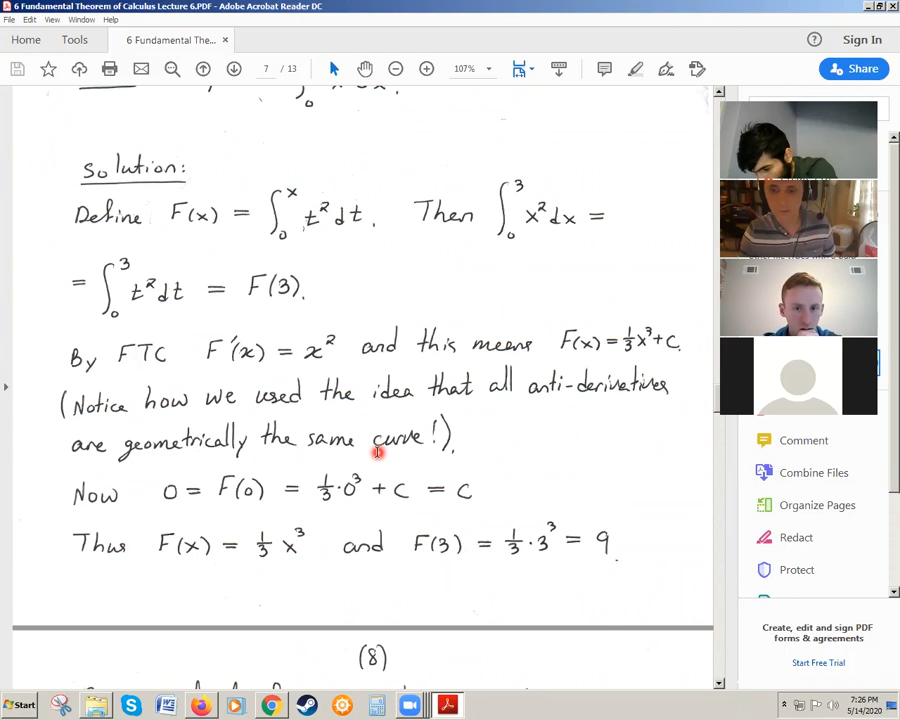 6 Fundamental Theorem of Calculus Lecture 6.PDF - Adobe Acrobat Reader DC
File Edit View Window Help
Home Tools 6 Fundamental The... × Sign In
7 / 13 107% Share
Solution:
Define F(x) = ∫₀ˣ t² dt. Then ∫₀³ x² dx =
= ∫₀³ t² dt = F(3).
By FTC F'(x) = x² and this means F(x) = 1/3 x³ + C.
(Notice how we used the idea that all anti-derivatives
are geometrically the same curve!).
Now 0 = F(0) = 1/3 · 0³ + C = C
Thus F(x) = 1/3 x³ and F(3) = 1/3 · 3³ = 9.
(8)
Comment
Combine Files
Organize Pages
Redact
Protect
Create, edit and sign PDF
forms & agreements
Start Free Trial
Start
7:26 PM
5/14/2020